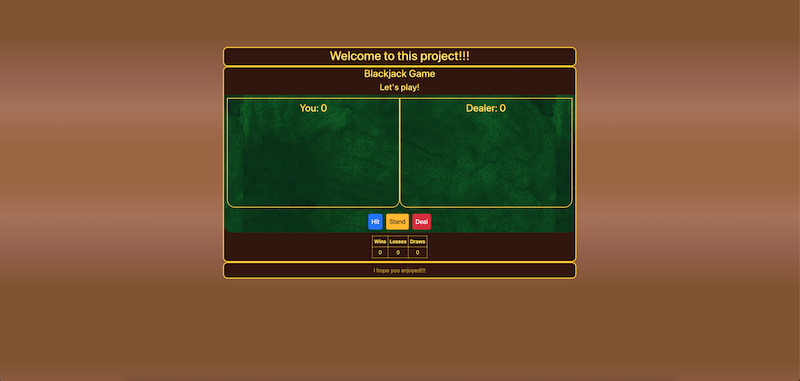 Welcome to this project!!!
Blackjack Game
Let's play!
You: 0
Dealer: 0
Hit Stand Deal
Wins Losses Draws
0 0 0
I hope you enjoyed!!!